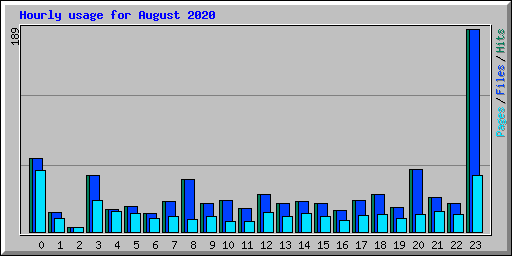 Hourly usage for August 2020
189
Pages/Files/Hits
0 1 2 3 4 5 6 7 8 9 10 11 12 13 14 15 16 17 18 19 20 21 22 23